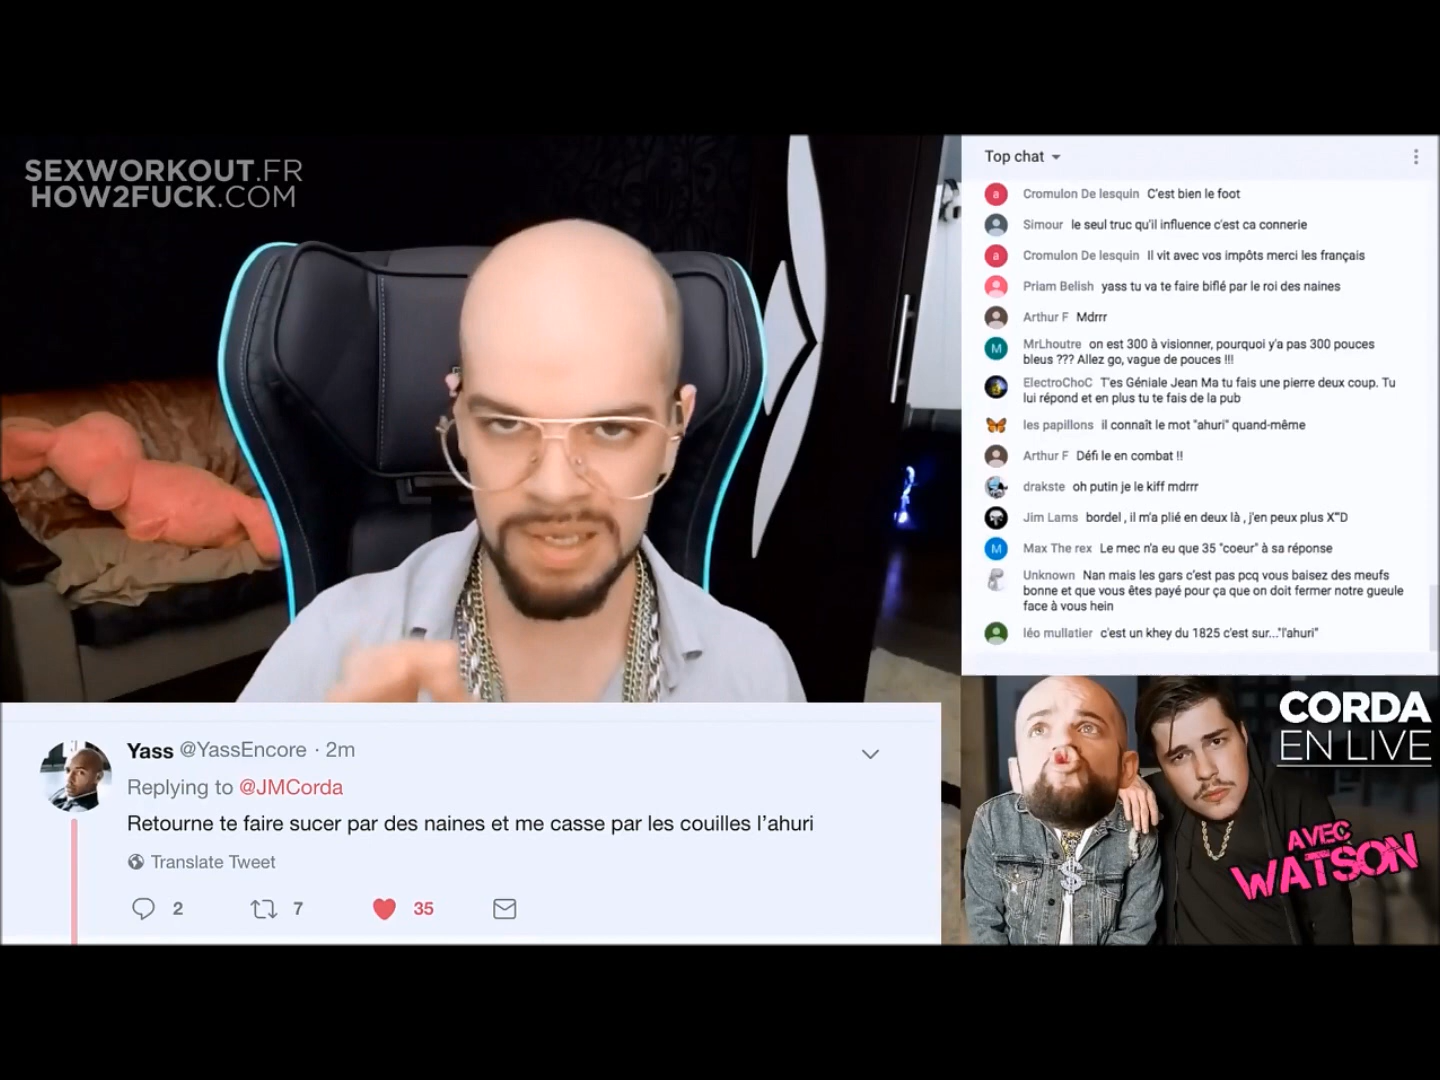 SEXWORKOUT.FR
HOW2FUCK.COM
Top chat
a Cromulon De lesquin C'est bien le foot
Simour le seul truc qu'il influence c'est ca connerie
a Cromulon De lesquin Il vit avec vos impôts merci les français
Priam Belish yass tu va te faire biflé par le roi des naines
Arthur F Mdrrr
M MrLhoutre on est 300 à visionner, pourquoi y'a pas 300 pouces
bleus ??? Allez go, vague de pouces !!!
ElectroChoC T'es Géniale Jean Ma tu fais une pierre deux coup. Tu
lui répond et en plus tu te fais de la pub
les papillons il connaît le mot "ahuri" quand-même
Arthur F Défi le en combat !!
drakste oh putin je le kiff mdrrr
Jim Lams bordel , il m'a plié en deux là , j'en peux plus X'"D
M Max The rex Le mec n'a eu que 35 "coeur" à sa réponse
Unknown Nan mais les gars c'est pas pcq vous baisez des meufs
bonne et que vous êtes payé pour ça que on doit fermer notre gueule
face à vous hein
léo mullatier c'est un khey du 1825 c'est sur..."l'ahuri"
Yass @YassEncore · 2m
Replying to @JMCorda
Retourne te faire sucer par des naines et me casse par les couilles l'ahuri
Translate Tweet
2 7 35
CORDA
EN LIVE
AVEC
WATSON